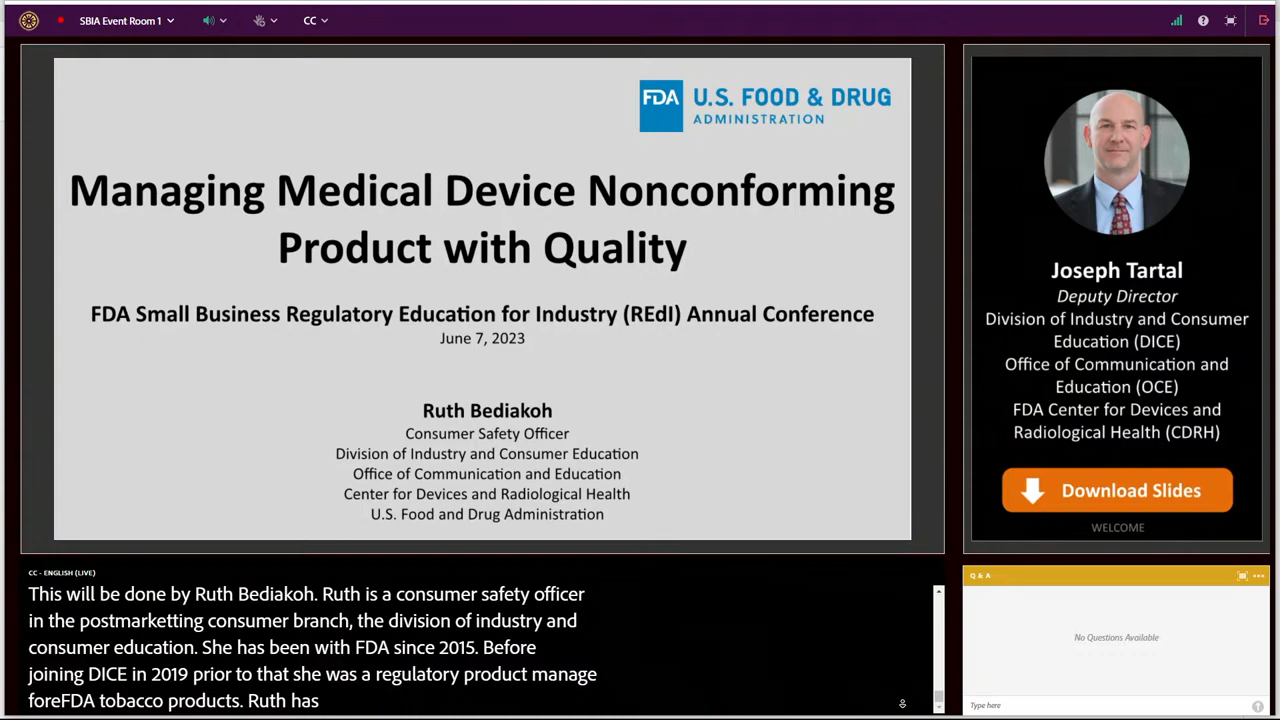 SBIA Event Room 1
CC
FDA U.S. FOOD & DRUG
ADMINISTRATION
Managing Medical Device Nonconforming
Product with Quality
FDA Small Business Regulatory Education for Industry (REdI) Annual Conference
June 7, 2023
Ruth Bediakoh
Consumer Safety Officer
Division of Industry and Consumer Education
Office of Communication and Education
Center for Devices and Radiological Health
U.S. Food and Drug Administration
Joseph Tartal
Deputy Director
Division of Industry and Consumer
Education (DICE)
Office of Communication and
Education (OCE)
FDA Center for Devices and
Radiological Health (CDRH)
Download Slides
WELCOME
CC - ENGLISH (LIVE)
This will be done by Ruth Bediakoh. Ruth is a consumer safety officer
in the postmarketting consumer branch, the division of industry and
consumer education. She has been with FDA since 2015. Before
joining DICE in 2019 prior to that she was a regulatory product manage
foreFDA tobacco products. Ruth has
Q & A
No Questions Available
Type here